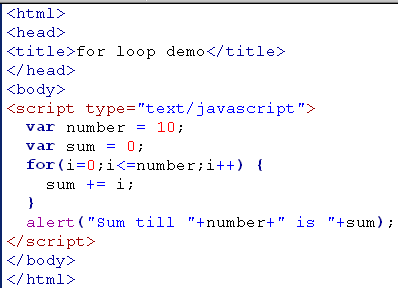 <html>
<head>
<title>for loop demo</title>
</head>
<body>
<script type="text/javascript">
  var number = 10;
  var sum = 0;
  for(i=0;i<=number;i++) {
    sum += i;
  }
  alert("Sum till "+number+" is "+sum);
</script>
</body>
</html>